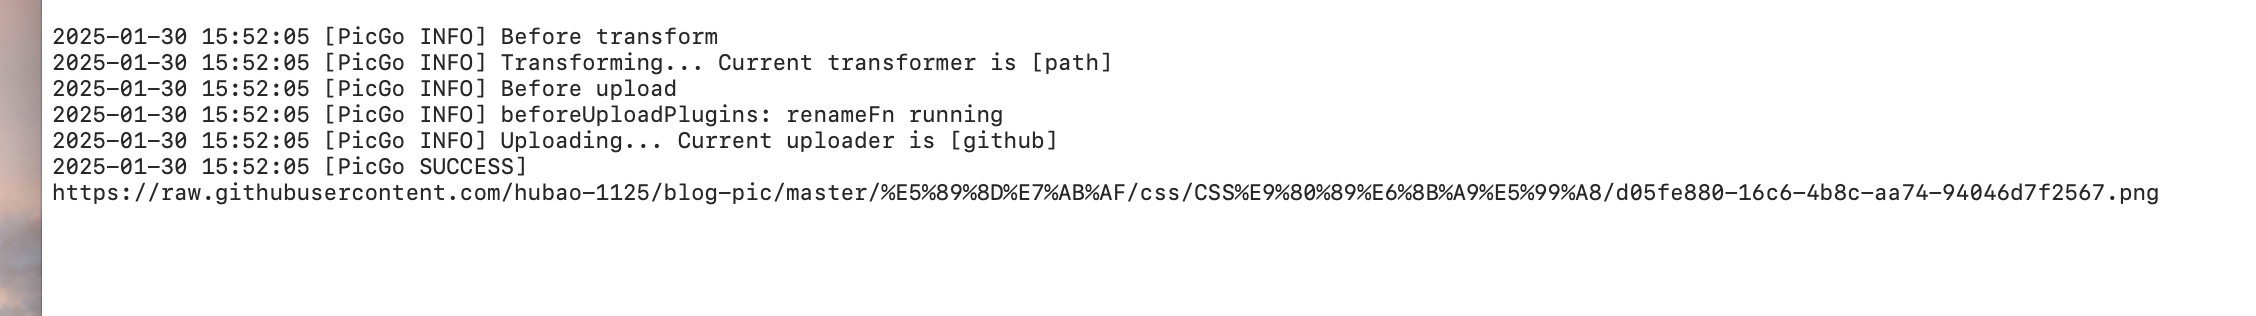 2025-01-30 15:52:05 [PicGo INFO] Before transform
2025-01-30 15:52:05 [PicGo INFO] Transforming... Current transformer is [path]
2025-01-30 15:52:05 [PicGo INFO] Before upload
2025-01-30 15:52:05 [PicGo INFO] beforeUploadPlugins: renameFn running
2025-01-30 15:52:05 [PicGo INFO] Uploading... Current uploader is [github]
2025-01-30 15:52:05 [PicGo SUCCESS]
https://raw.githubusercontent.com/hubao-1125/blog-pic/master/%E5%89%8D%E7%AB%AF/css/CSS%E9%80%89%E6%8B%A9%E5%99%A8/d05fe880-16c6-4b8c-aa74-94046d7f2567.png